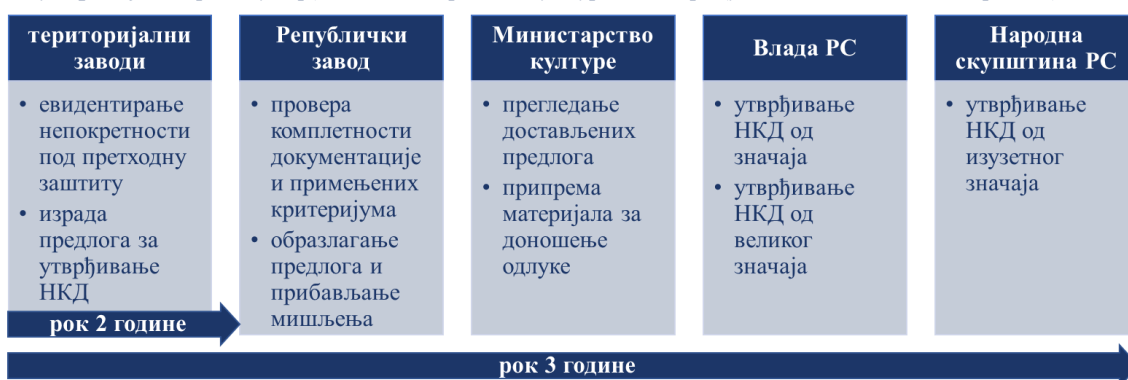 територијални
заводи
• евидентирање
непокретности
под претходну
заштиту
• израда
предлога за
утврђивање
НКД
рок 2 године
Републички
завод
• провера
комплетности
документације
и примењених
критеријума
• образлагање
предлога и
прибављање
мишљења
Министарство
културе
• прегледање
достављених
предлога
• припрема
материјала за
доношење
одлуке
Влада РС
• утврђивање
НКД од
значаја
• утврђивање
НКД од
великог
значаја
Народна
скупштина РС
• утврђивање
НКД од
изузетног
значаја
рок 3 године